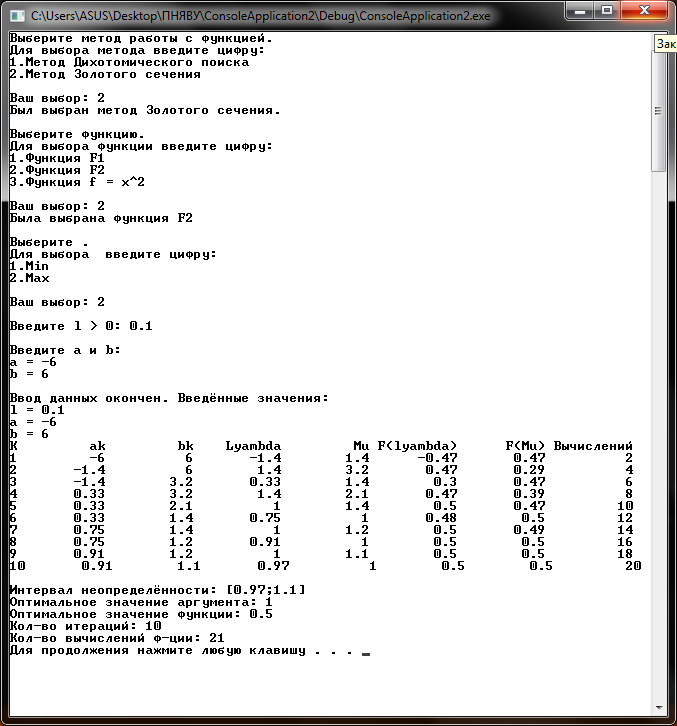 C:\Users\ASUS\Desktop\ПНЯВУ\ConsoleApplication2\Debug\ConsoleApplication2.exe
Зак
Выберите метод работы с функцией.
Для выбора метода введите цифру:
1.Метод Дихотомического поиска
2.Метод Золотого сечения
Ваш выбор: 2
Был выбран метод Золотого сечения.
Выберите функцию.
Для выбора функции введите цифру:
1.Функция F1
2.Функция F2
3.Функция f = x^2
Ваш выбор: 2
Была выбрана функция F2
Выберите .
Для выбора  введите цифру:
1.Min
2.Max
Ваш выбор: 2
Введите l > 0: 0.1
Введите a и b:
a = -6
b = 6
Ввод данных окончен. Введённые значения:
l = 0.1
a = -6
b = 6
K ak bk Lyambda Mu F(lyambda) F(Mu) Вычислений
1 -6 6 -1.4 1.4 -0.47 0.47 2
2 -1.4 6 1.4 3.2 0.47 0.29 4
3 -1.4 3.2 0.33 1.4 0.3 0.47 6
4 0.33 3.2 1.4 2.1 0.47 0.39 8
5 0.33 2.1 1 1.4 0.5 0.47 10
6 0.33 1.4 0.75 1 0.48 0.5 12
7 0.75 1.4 1 1.2 0.5 0.49 14
8 0.75 1.2 0.91 1 0.5 0.5 16
9 0.91 1.2 1 1.1 0.5 0.5 18
10 0.91 1.1 0.97 1 0.5 0.5 20
Интервал неопределённости: [0.97;1.1]
Оптимальное значение аргумента: 1
Оптимальное значение функции: 0.5
Кол-во итераций: 10
Кол-во вычислений ф-ции: 21
Для продолжения нажмите любую клавишу . . . _